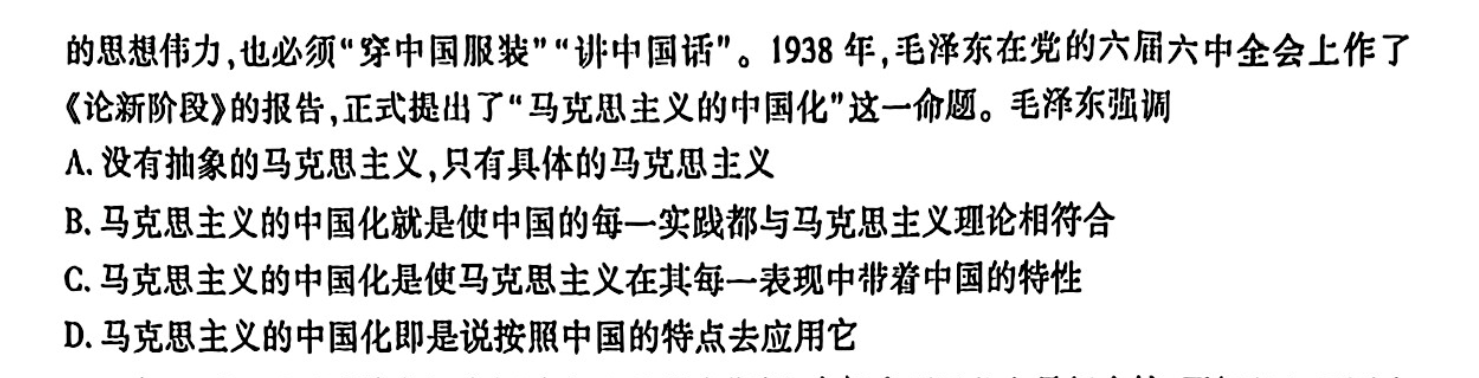 的思想伟力,也必须“穿中国服装”“讲中国话”。1938 年,毛泽东在党的六届六中全会上作了
《论新阶段》的报告,正式提出了“马克思主义的中国化”这一命题。毛泽东强调
A. 没有抽象的马克思主义,只有具体的马克思主义
B. 马克思主义的中国化就是使中国的每一实践都与马克思主义理论相符合
C. 马克思主义的中国化是使马克思主义在其每一表现中带着中国的特性
D. 马克思主义的中国化即是说按照中国的特点去应用它